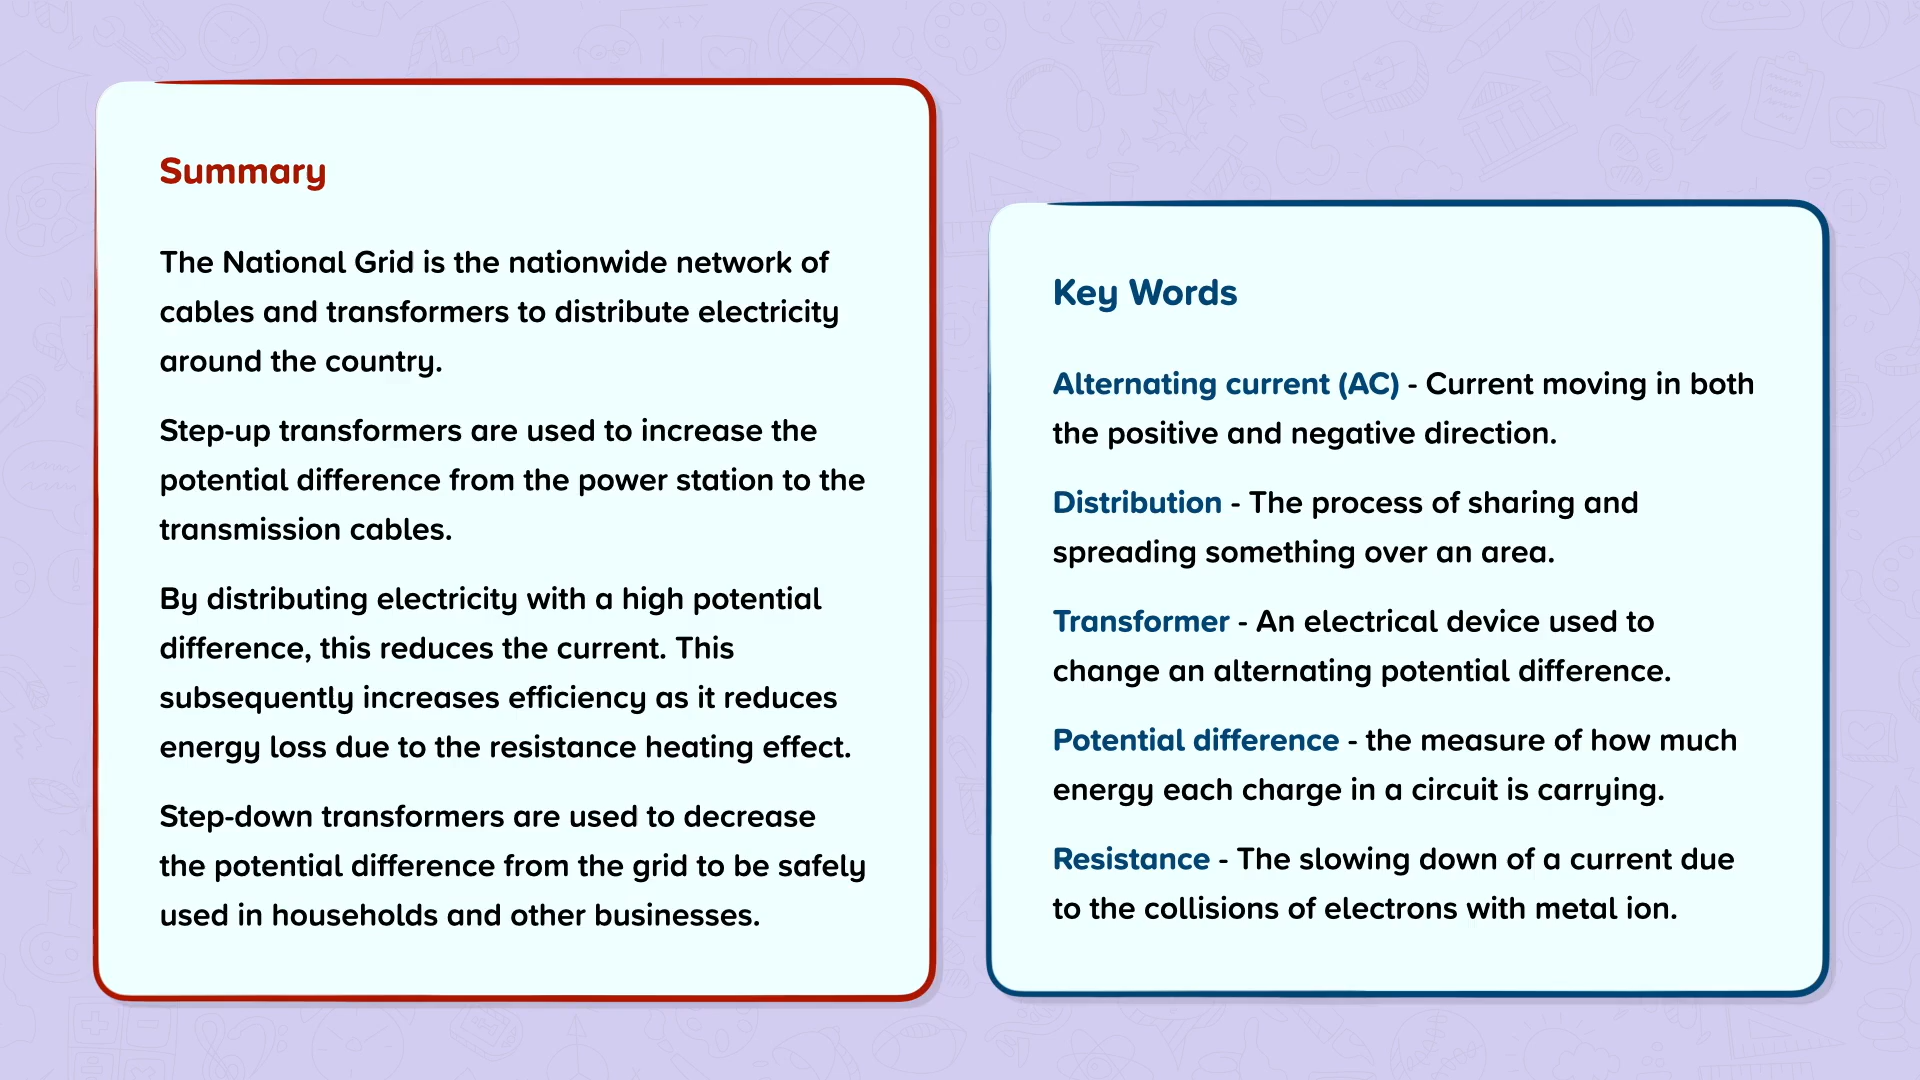 Summary
The National Grid is the nationwide network of
cables and transformers to distribute electricity
around the country.
Step-up transformers are used to increase the
potential difference from the power station to the
transmission cables.
By distributing electricity with a high potential
difference, this reduces the current. This
subsequently increases efficiency as it reduces
energy loss due to the resistance heating effect.
Step-down transformers are used to decrease
the potential difference from the grid to be safely
used in households and other businesses.
Key Words
Alternating current (AC) - Current moving in both
the positive and negative direction.
Distribution - The process of sharing and
spreading something over an area.
Transformer - An electrical device used to
change an alternating potential difference.
Potential difference - the measure of how much
energy each charge in a circuit is carrying.
Resistance - The slowing down of a current due
to the collisions of electrons with metal ion.